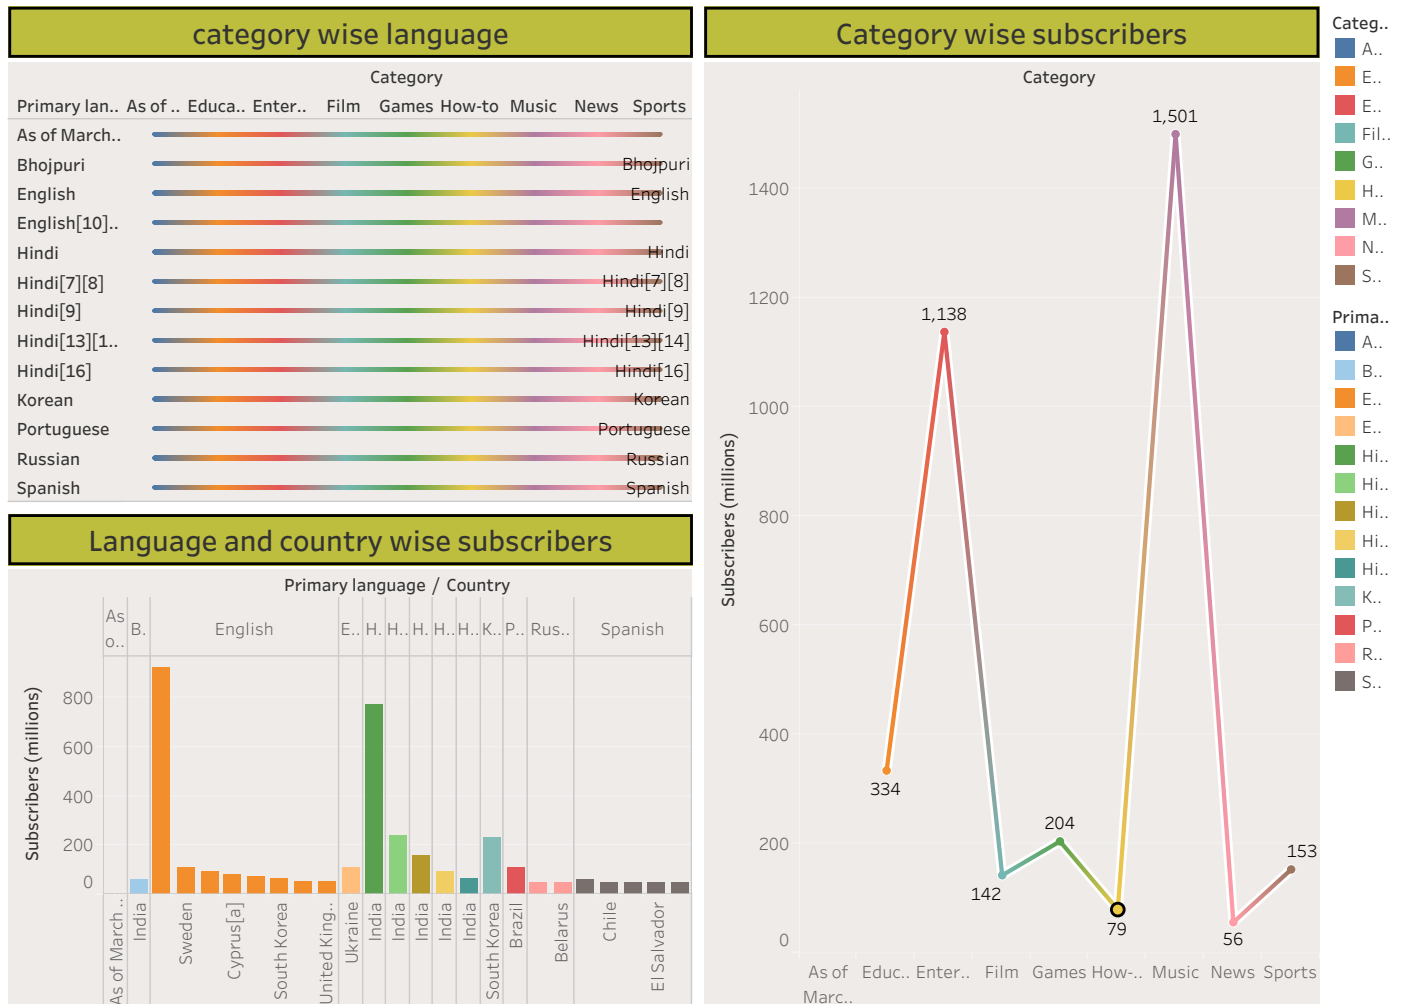 category wise language
Category
Primary lan.. As of .. Educa.. Enter.. Film Games How-to Music News Sports
As of March..
Bhojpuri Bhojpuri
English English
English[10]..
Hindi Hindi
Hindi[7][8] Hindi[7][8]
Hindi[9] Hindi[9]
Hindi[13][1.. Hindi[13][14]
Hindi[16] Hindi[16]
Korean Korean
Portuguese Portuguese
Russian Russian
Spanish Spanish
Language and country wise subscribers
Primary language / Country
As
o..
B. English E.. H. H.. H. H.. H.. K.. P.. Rus.. Spanish
Subscribers (millions)
800
600
400
200
0
As of March ..
India
Sweden
Cyprus[a]
South Korea
United King..
Ukraine
India
India
India
India
India
South Korea
Brazil
Belarus
Chile
El Salvador
Category wise subscribers
Category
Subscribers (millions)
1400
1200
1000
800
600
400
200
0
1,501
1,138
334
142
204
79
56
153
As of
Marc..
Educ.. Enter.. Film Games How-.. Music News Sports
Categ..
A..
E..
E..
Fil..
G..
H..
M..
N..
S..
Prima..
A..
B..
E..
E..
Hi..
Hi..
Hi..
Hi..
Hi..
K..
P..
R..
S..